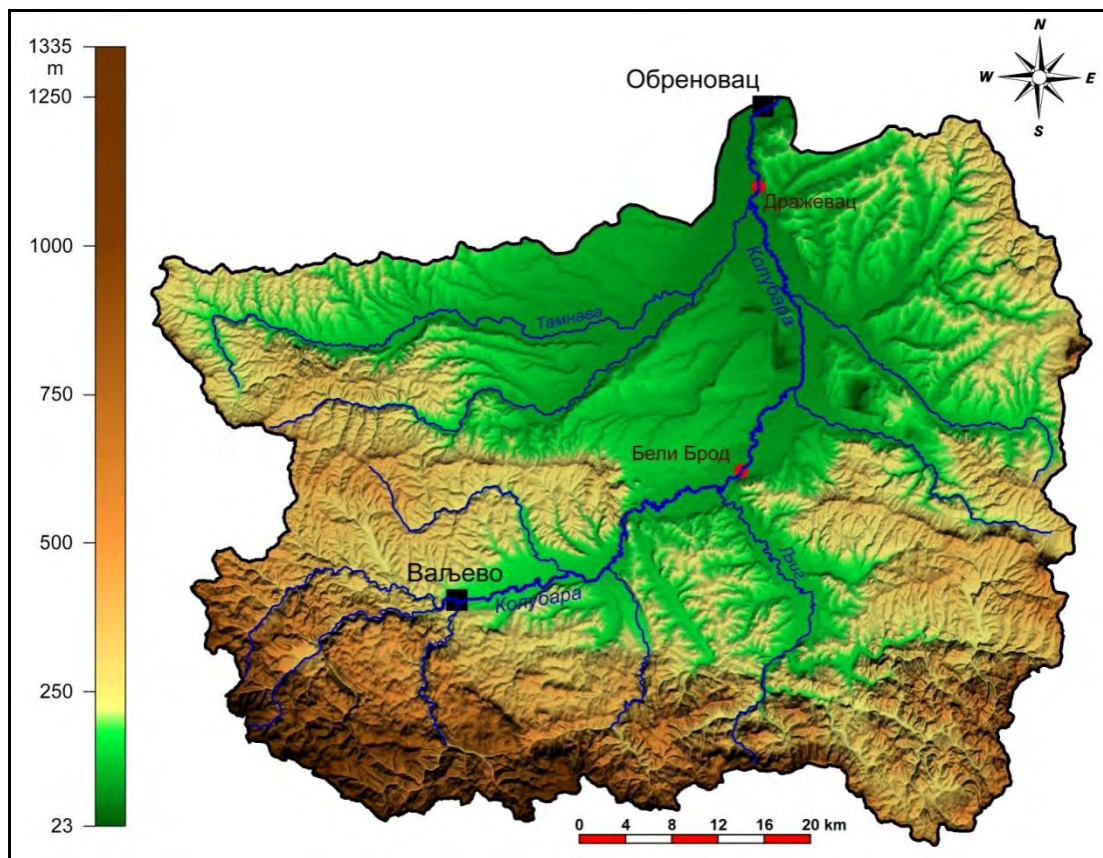 1335
m
1250
1000
750
500
250
23
N
W E
S
Обреновац
Дражевац
Колубара
Тамнава
Бели Брод
Ваљево
Колубара
Љиг
0 4 8 12 16 20 km